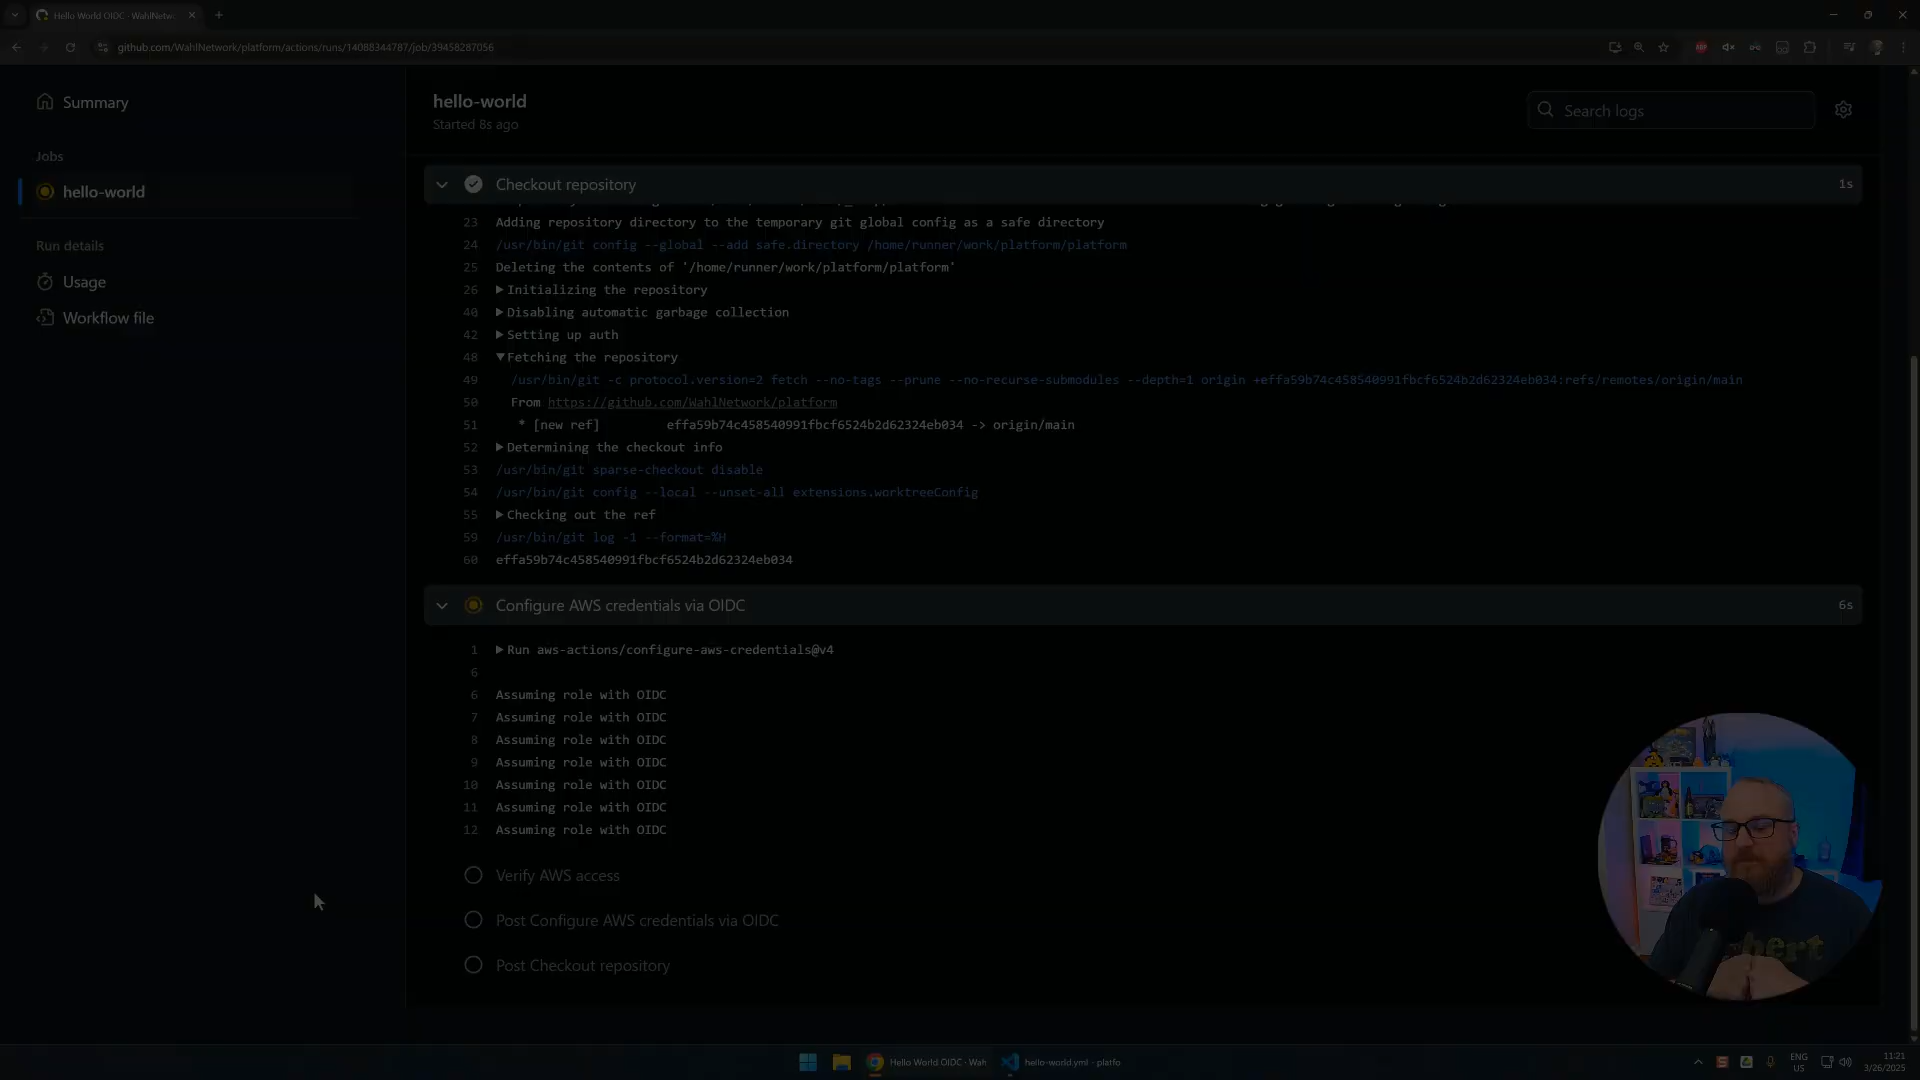 Hello World OIDC · WahlNetw
github.com/WahlNetwork/platform/actions/runs/14088344787/job/39458287056
Summary
Jobs
hello-world
Run details
Usage
Workflow file
hello-world
Started 8s ago
Search logs
Checkout repository 1s
23 Adding repository directory to the temporary git global config as a safe directory
24 /usr/bin/git config --global --add safe.directory /home/runner/work/platform/platform
25 Deleting the contents of '/home/runner/work/platform/platform'
26 Initializing the repository
40 Disabling automatic garbage collection
42 Setting up auth
48 Fetching the repository
49 /usr/bin/git -c protocol.version=2 fetch --no-tags --prune --no-recurse-submodules --depth=1 origin +effa59b74c458540991fbcf6524b2d62324eb034:refs/remotes/origin/main
50 From https://github.com/WahlNetwork/platform
51 * [new ref] effa59b74c458540991fbcf6524b2d62324eb034 -> origin/main
52 Determining the checkout info
53 /usr/bin/git sparse-checkout disable
54 /usr/bin/git config --local --unset-all extensions.worktreeConfig
55 Checking out the ref
59 /usr/bin/git log -1 --format=%H
60 effa59b74c458540991fbcf6524b2d62324eb034
Configure AWS credentials via OIDC 6s
1 Run aws-actions/configure-aws-credentials@v4
6
6 Assuming role with OIDC
7 Assuming role with OIDC
8 Assuming role with OIDC
9 Assuming role with OIDC
10 Assuming role with OIDC
11 Assuming role with OIDC
12 Assuming role with OIDC
Verify AWS access
Post Configure AWS credentials via OIDC
Post Checkout repository
Hello World OIDC · Wah
hello-world.yml - platfo
ENG
US
11:21
3/26/2025